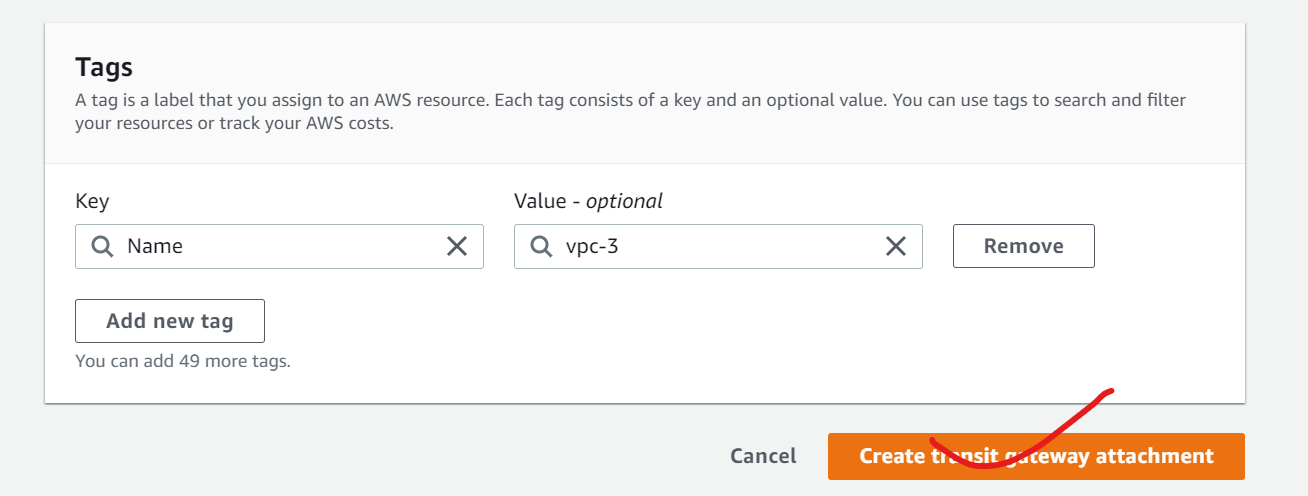 Tags
A tag is a label that you assign to an AWS resource. Each tag consists of a key and an optional value. You can use tags to search and filter
your resources or track your AWS costs.
Key
Value - optional
Name
vpc-3
Remove
Add new tag
You can add 49 more tags.
Cancel
Create transit gateway attachment